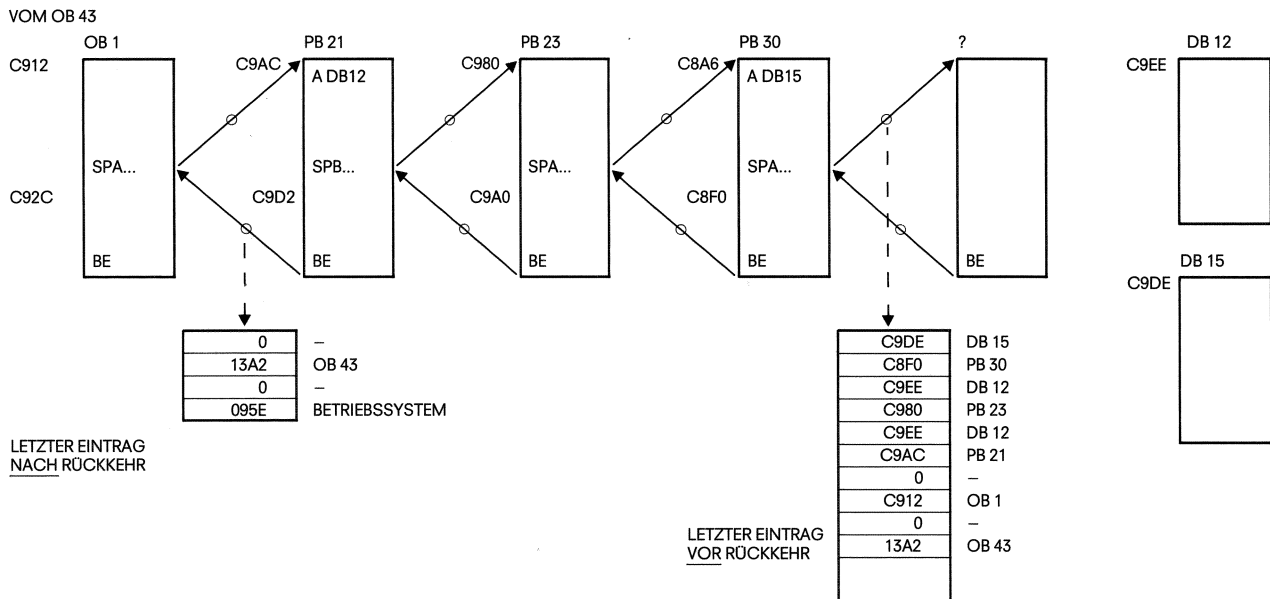 VOM OB 43
OB 1 PB 21 PB 23 PB 30 ? DB 12
C912 C9AC C980 C8A6 C9EE
A DB12 A DB15
SPA... SPB... SPA... SPA...
C92C C9D2 C9A0 C8F0
BE BE BE BE BE
DB 15
C9DE
0 –
13A2 OB 43
0 –
095E BETRIEBSSYSTEM
LETZTER EINTRAG
NACH RÜCKKEHR
C9DE DB 15
C8F0 PB 30
C9EE DB 12
C980 PB 23
C9EE DB 12
C9AC PB 21
0 –
C912 OB 1
0 –
13A2 OB 43
LETZTER EINTRAG
VOR RÜCKKEHR